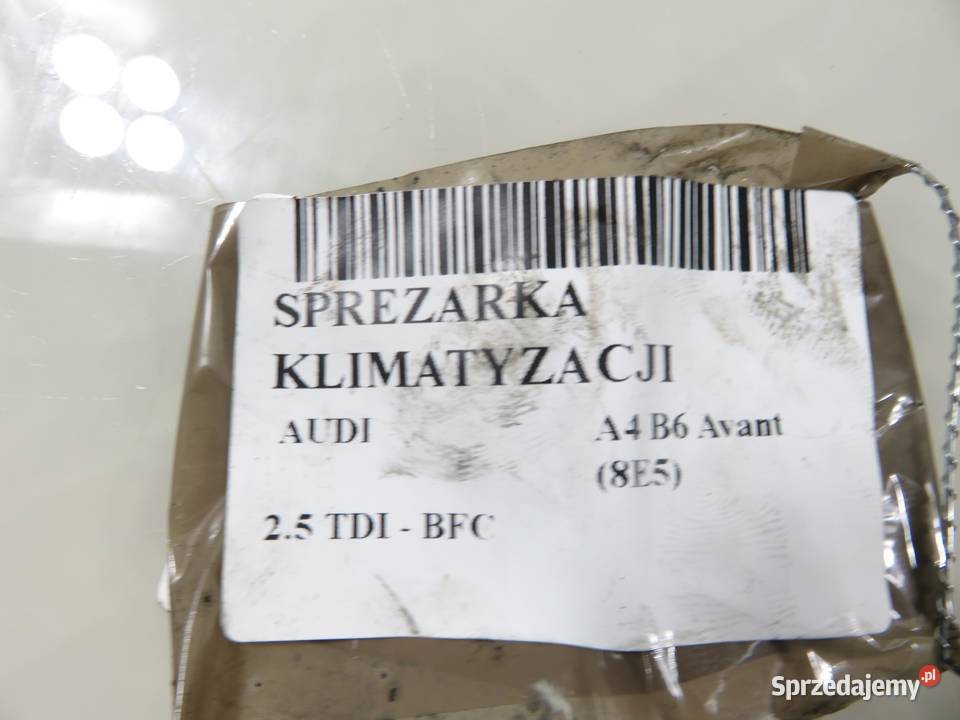 SPREZARKA
KLIMATYZACJI
AUDI A4 B6 Avant
(8E5)
2.5 TDI - BFC
Sprzedajemy.pl